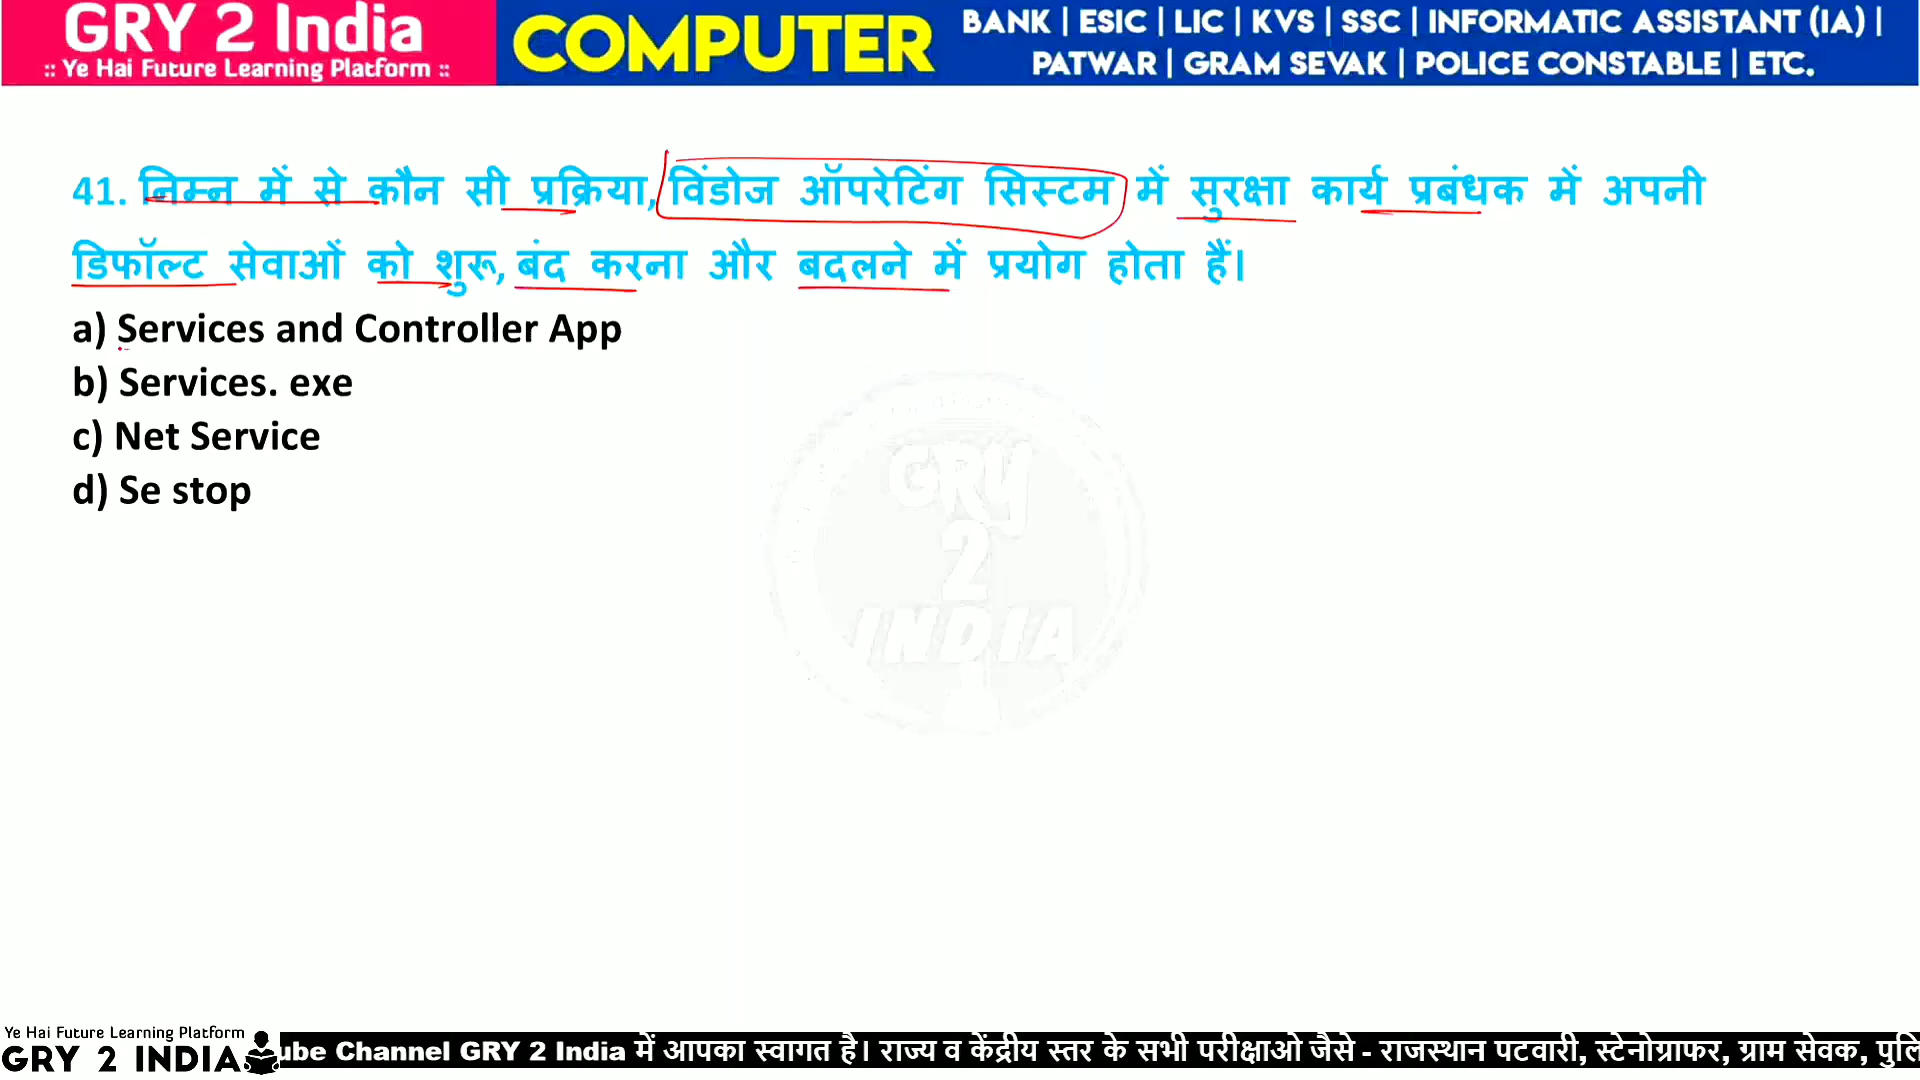 GRY 2 India
:: Ye Hai Future Learning Platform ::
COMPUTER
BANK | ESIC | LIC | KVS | SSC | INFORMATIC ASSISTANT (IA) |
PATWAR | GRAM SEVAK | POLICE CONSTABLE | ETC.
41. निम्न में से कौन सी प्रक्रिया, विंडोज ऑपरेटिंग सिस्टम में सुरक्षा कार्य प्रबंधक में अपनी
डिफॉल्ट सेवाओं को शुरू, बंद करना और बदलने में प्रयोग होता हैं।
a) Services and Controller App
b) Services. exe
c) Net Service
d) Se stop
GRY
2
INDIA
Ye Hai Future Learning Platform
GRY 2 INDIA
ube Channel GRY 2 India में आपका स्वागत है। राज्य व केंद्रीय स्तर के सभी परीक्षाओ जैसे - राजस्थान पटवारी, स्टेनोग्राफर, ग्राम सेवक, पुलि